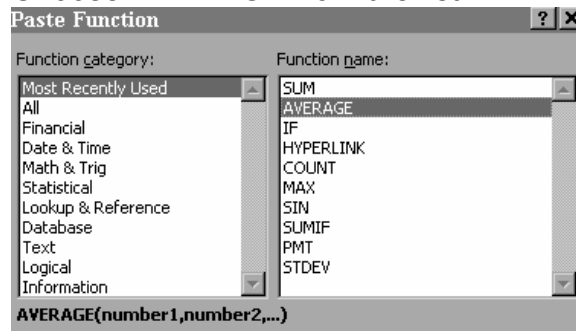 Paste Function
? X
Function category:
Most Recently Used
All
Financial
Date & Time
Math & Trig
Statistical
Lookup & Reference
Database
Text
Logical
Information
Function name:
SUM
AVERAGE
IF
HYPERLINK
COUNT
MAX
SIN
SUMIF
PMT
STDEV
AVERAGE(number1,number2,...)